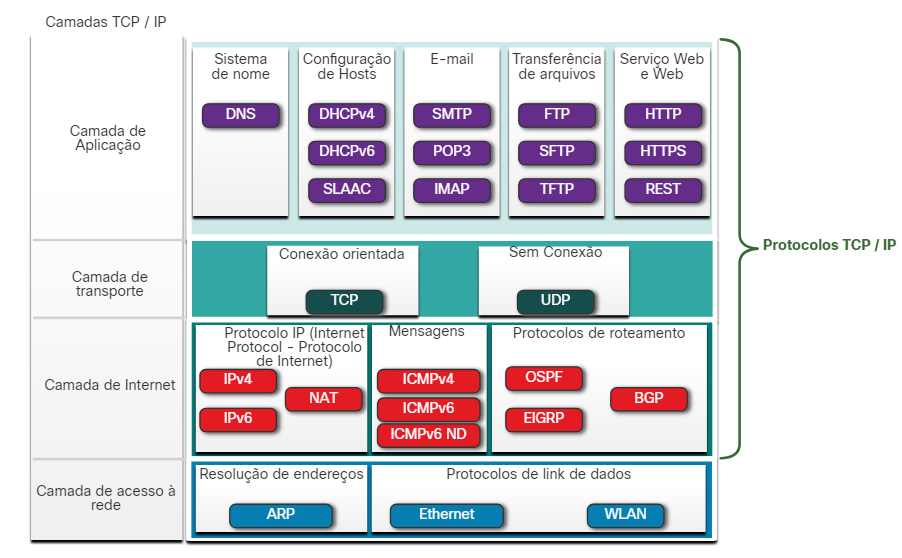 Camadas TCP / IP
Camada de
Aplicação
Sistema
de nome
DNS
Configuração
de Hosts
DHCPv4
DHCPv6
SLAAC
E-mail
SMTP
POP3
IMAP
Transferência
de arquivos
FTP
SFTP
TFTP
Serviço Web
e Web
HTTP
HTTPS
REST
Protocolos TCP / IP
Camada de
transporte
Conexão orientada
TCP
Sem Conexão
UDP
Camada de Internet
Protocolo IP (Internet
Protocol - Protocolo
de Internet)
IPv4
NAT
IPv6
Mensagens
ICMPv4
ICMPv6
ICMPv6 ND
Protocolos de roteamento
OSPF
BGP
EIGRP
Camada de acesso à
rede
Resolução de endereços
ARP
Protocolos de link de dados
Ethernet
WLAN